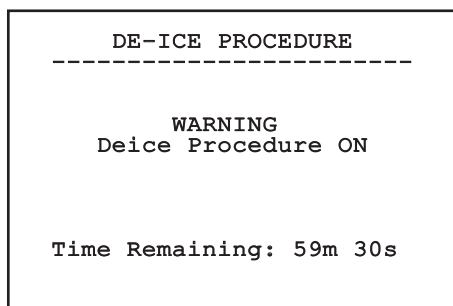 DE-ICE PROCEDURE
------------------------
WARNING
Deice Procedure ON
Time Remaining: 59m 30s